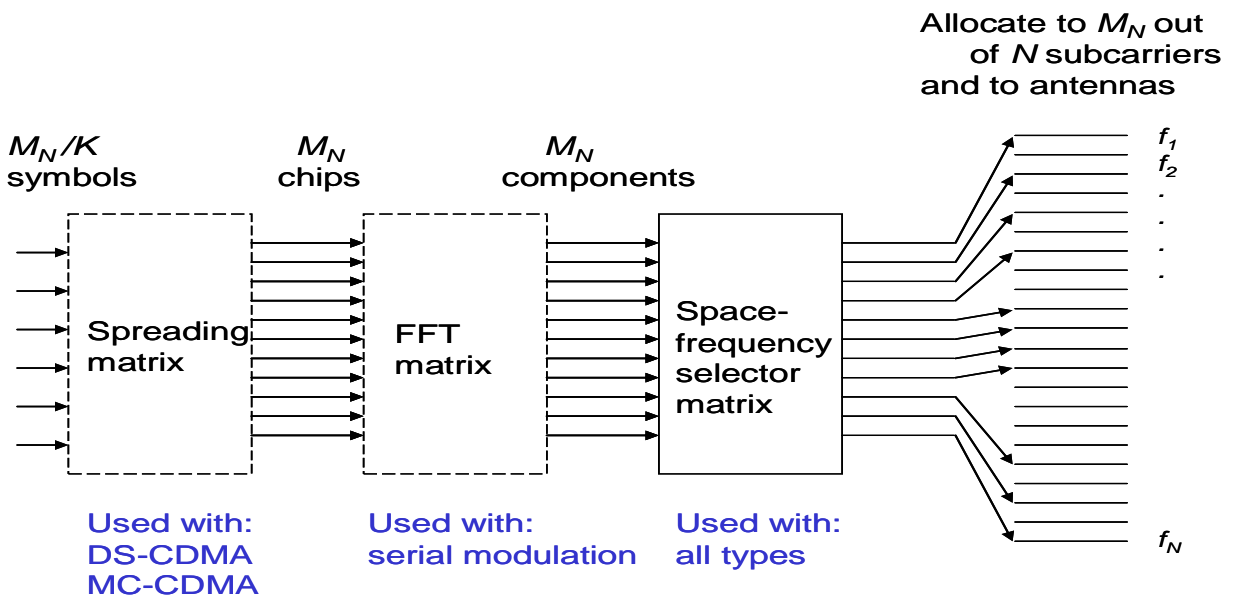 Allocate to M_N out
of N subcarriers
and to antennas
M_N/K
symbols
M_N
chips
M_N
components
f_1
f_2
.
.
.
.
f_N
Spreading
matrix
FFT
matrix
Space-
frequency
selector
matrix
Used with:
DS-CDMA
MC-CDMA
Used with:
serial modulation
Used with:
all types